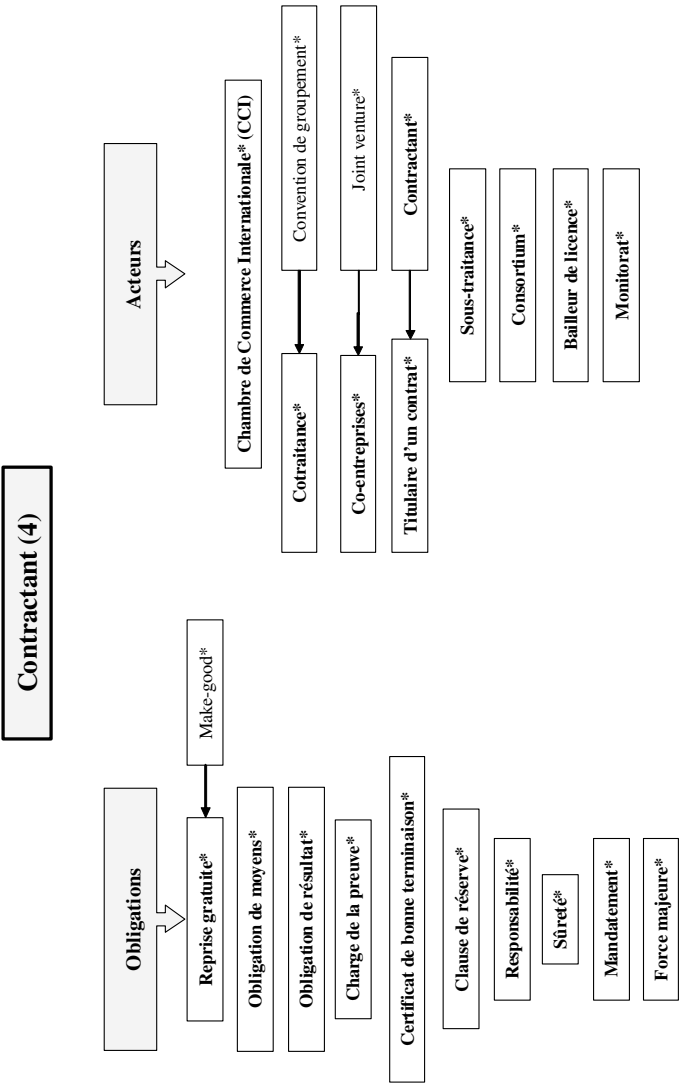 Contractant (4)
Obligations
Reprise gratuite*
Make-good*
Obligation de moyens*
Obligation de résultat*
Charge de la preuve*
Certificat de bonne terminaison*
Clause de réserve*
Responsabilité*
Sûreté*
Mandatement*
Force majeure*
Acteurs
Chambre de Commerce Internationale* (CCI)
Cotraitance*
Convention de groupement*
Co-entreprises*
Joint venture*
Titulaire d’un contrat*
Contractant*
Sous-traitance*
Consortium*
Bailleur de licence*
Monitorat*